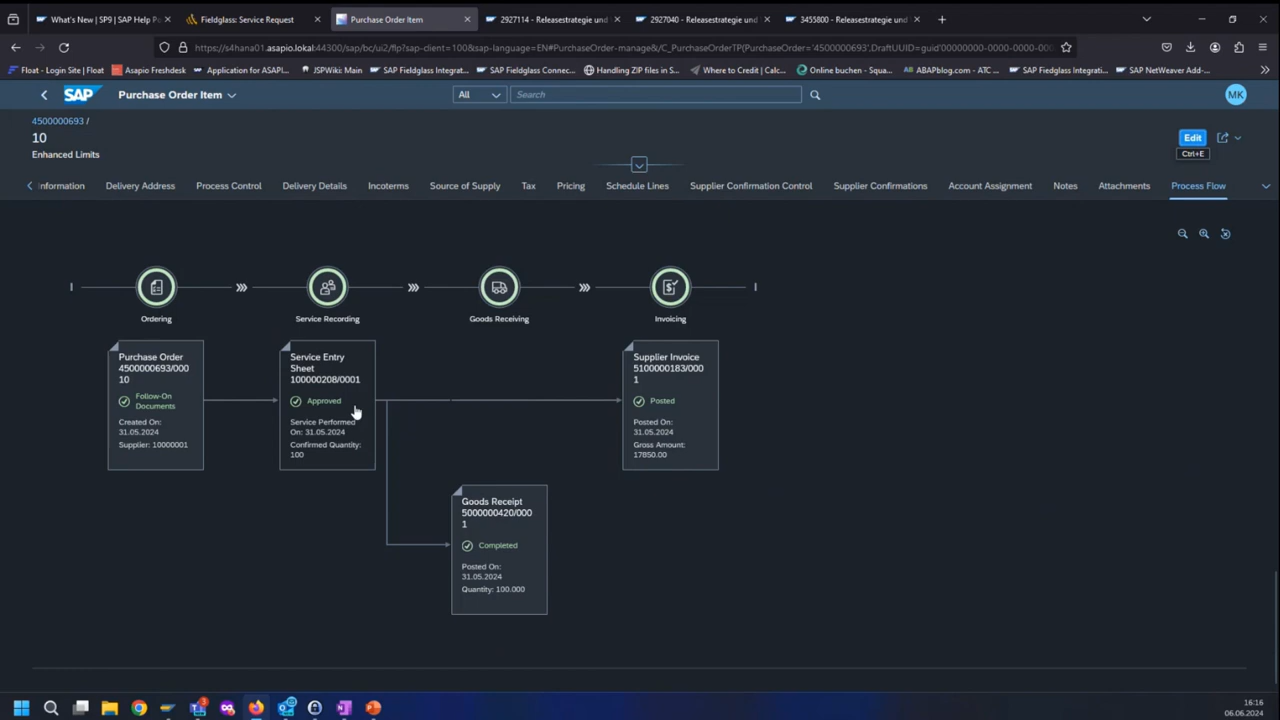 What's New | SP9 | SAP Help Po
Fieldglass: Service Request
Purchase Order Item
2927114 - Releasestrategie und
2927040 - Releasestrategie und
3455800 - Releasestrategie und
https://s4hana01.asapio.lokal:44300/sap/bc/ui2/flp?sap-client=100&sap-language=EN#PurchaseOrder-manage&/C_PurchaseOrderTP(PurchaseOrder='4500000693',DraftUUID=guid'00000000-0000-0000-000
Float - Login Site | Float
Asapio Freshdesk
Application for ASAPI...
JSPWiki: Main
SAP Fieldglass Integrat...
SAP Fieldglass Connec...
Handling ZIP files in S...
Where to Credit | Calc...
Online buchen - Squa...
ABAPblog.com - ATC ...
SAP Fiedglass Integrati...
SAP NetWeaver Add-...
SAP
Purchase Order Item
All
Search
MK
4500000693 /
10
Enhanced Limits
Edit
Ctrl+E
Information
Delivery Address
Process Control
Delivery Details
Incoterms
Source of Supply
Tax
Pricing
Schedule Lines
Supplier Confirmation Control
Supplier Confirmations
Account Assignment
Notes
Attachments
Process Flow
Ordering
Service Recording
Goods Receiving
Invoicing
Purchase Order
4500000693/000
10
Follow-On
Documents
Created On:
31.05.2024
Supplier: 10000001
Service Entry
Sheet
100000208/0001
Approved
Service Performed
On: 31.05.2024
Confirmed Quantity:
100
Supplier Invoice
5100000183/000
1
Posted
Posted On:
31.05.2024
Gross Amount:
17850.00
Goods Receipt
5000000420/000
1
Completed
Posted On:
31.05.2024
Quantity: 100.000
16:16
06.06.2024